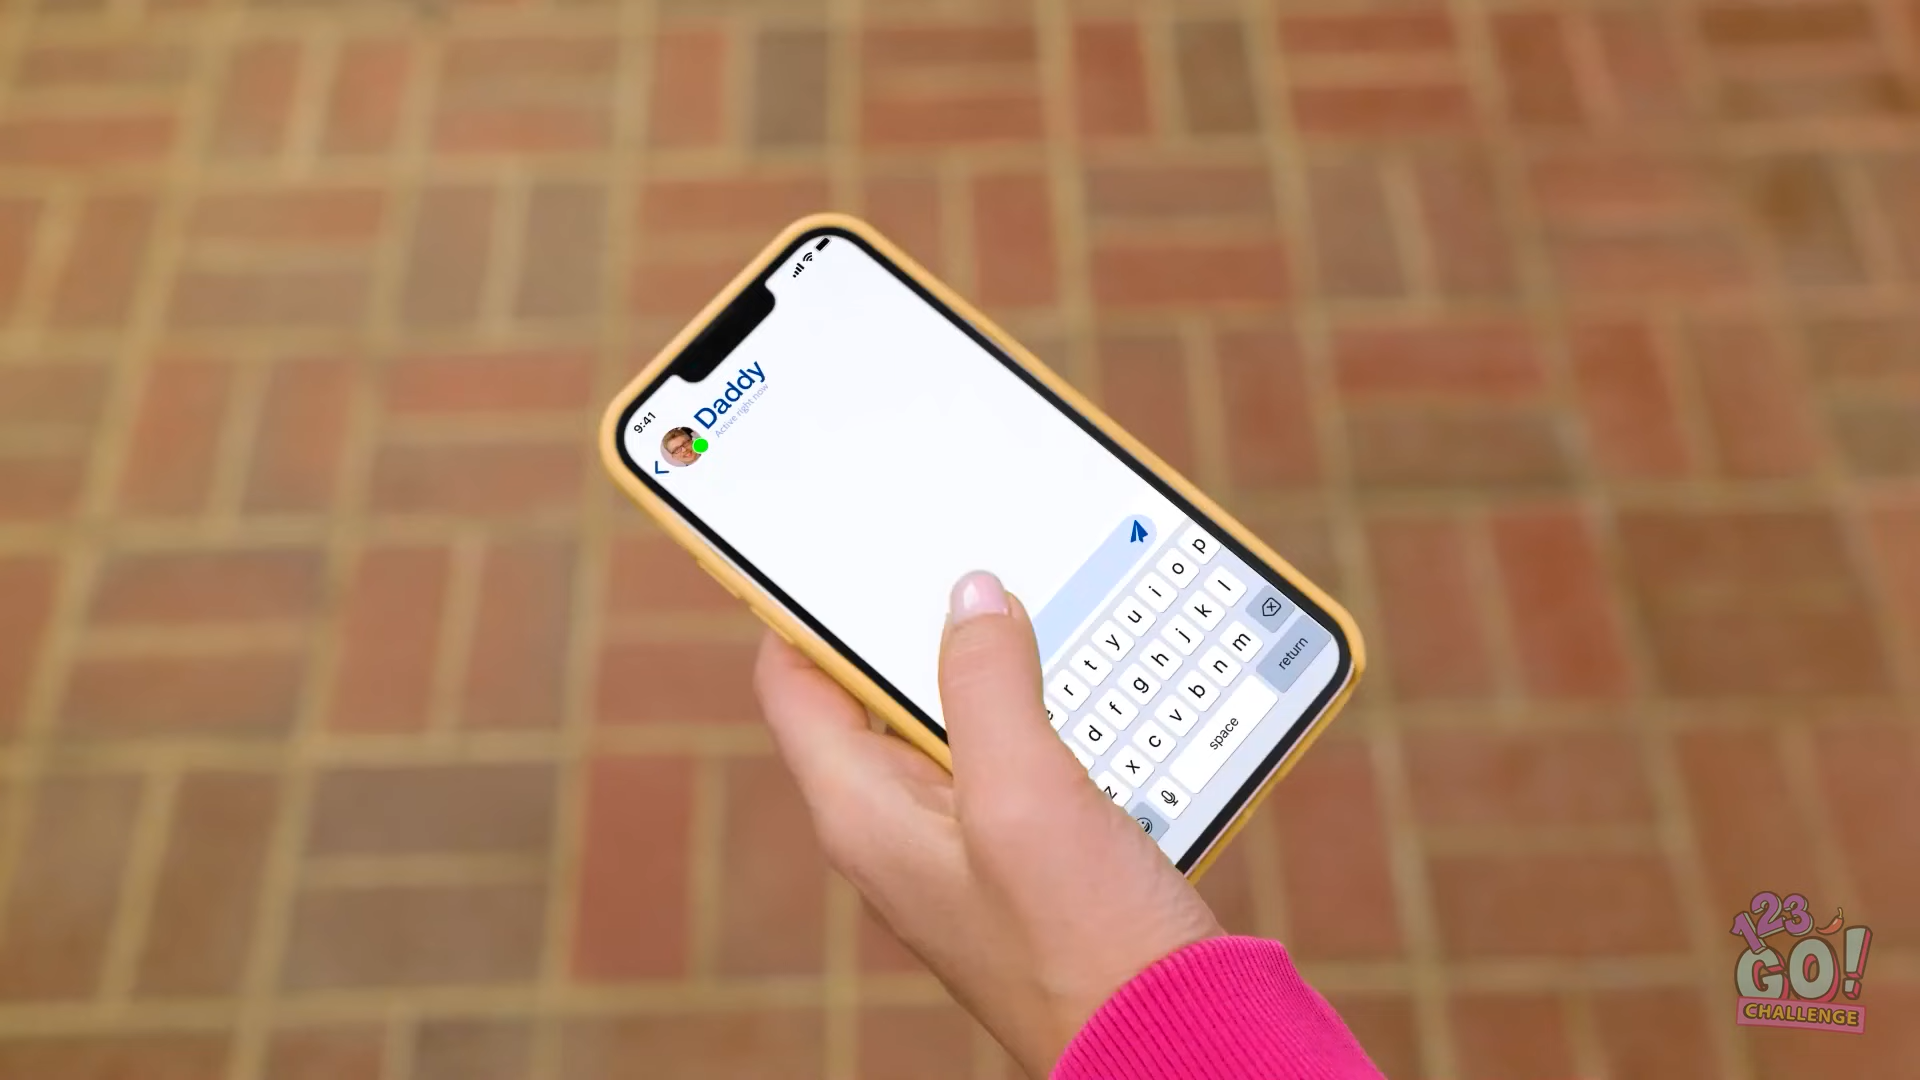 9:41
Daddy
Active right now
r t y u i o p
d f g h j k l
z x c v b n m
space return
123
GO!
CHALLENGE